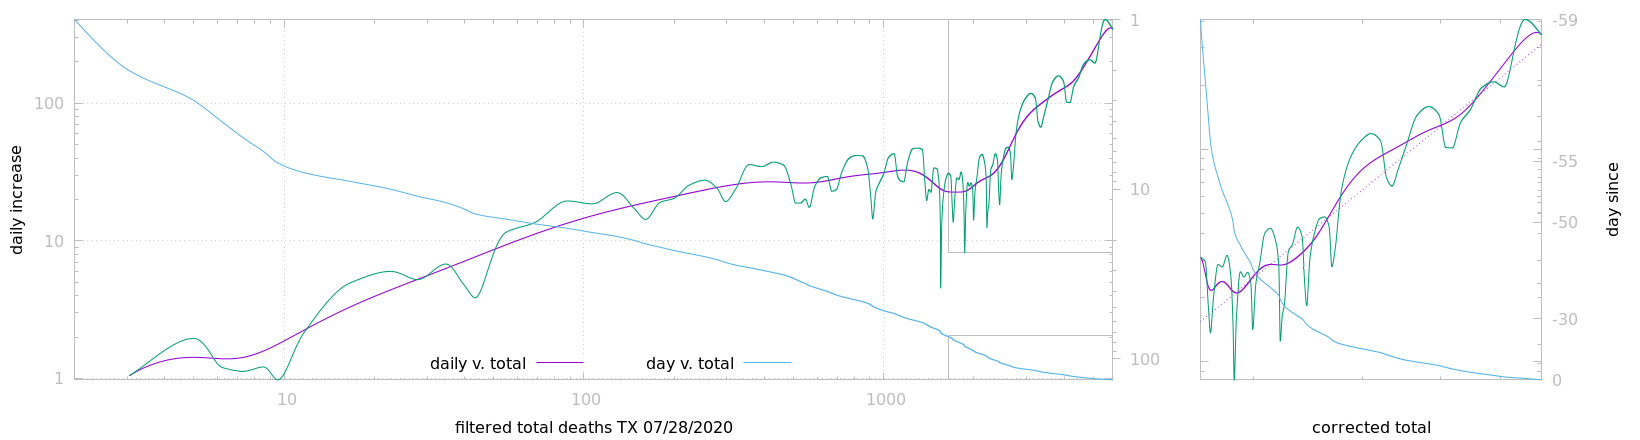 daily increase
100
10
1
10
100
1000
daily v. total
day v. total
1
10
100
filtered total deaths TX 07/28/2020
-59
-55
-50
-30
0
day since
corrected total